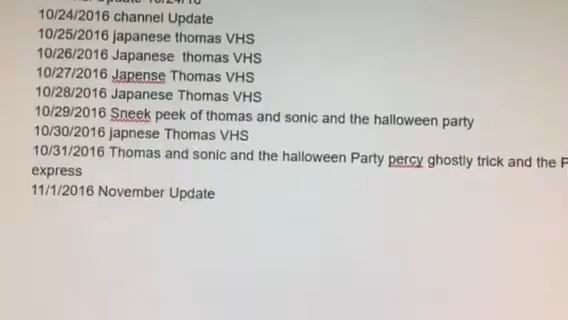 10/24/2016 channel Update
10/25/2016 japanese thomas VHS
10/26/2016 Japanese  thomas VHS
10/27/2016 Japense Thomas VHS
10/28/2016 Japanese Thomas VHS
10/29/2016 Sneek peek of thomas and sonic and the halloween party
10/30/2016 japnese Thomas VHS
10/31/2016 Thomas and sonic and the halloween Party percy ghostly trick and the
express
11/1/2016 November Update